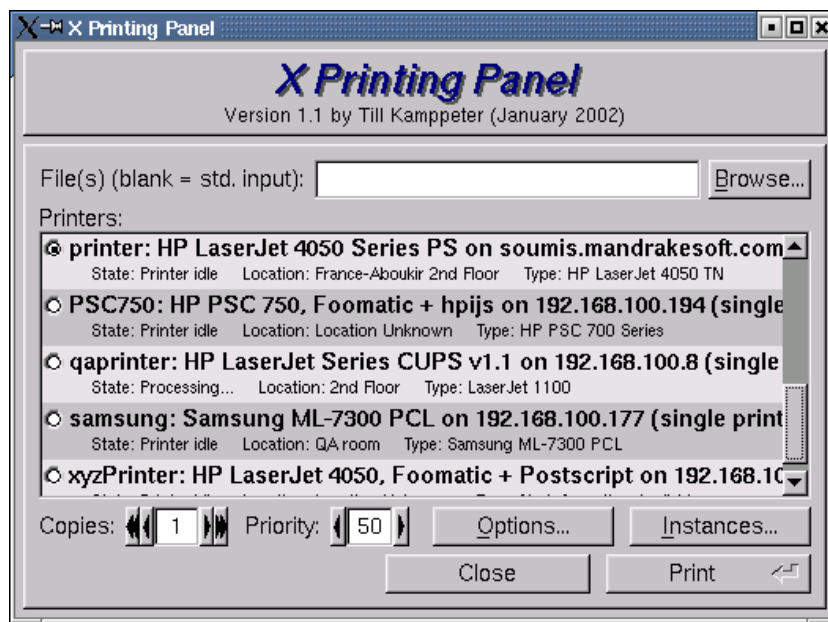 X Printing Panel
X Printing Panel
Version 1.1 by Till Kamppeter (January 2002)
File(s) (blank = std. input):
Browse...
Printers:
printer: HP LaserJet 4050 Series PS on soumis.mandrakesoft.com
State: Printer idle Location: France-Aboukir 2nd Floor Type: HP LaserJet 4050 TN
PSC750: HP PSC 750, Foomatic + hpijs on 192.168.100.194 (single
State: Printer idle Location: Location Unknown Type: HP PSC 700 Series
qaprinter: HP LaserJet Series CUPS v1.1 on 192.168.100.8 (single
State: Processing... Location: 2nd Floor Type: LaserJet 1100
samsung: Samsung ML-7300 PCL on 192.168.100.177 (single print
State: Printer idle Location: QA room Type: Samsung ML-7300 PCL
xyzPrinter: HP LaserJet 4050, Foomatic + Postscript on 192.168.10
Copies: 1 Priority: 50 Options... Instances...
Close Print